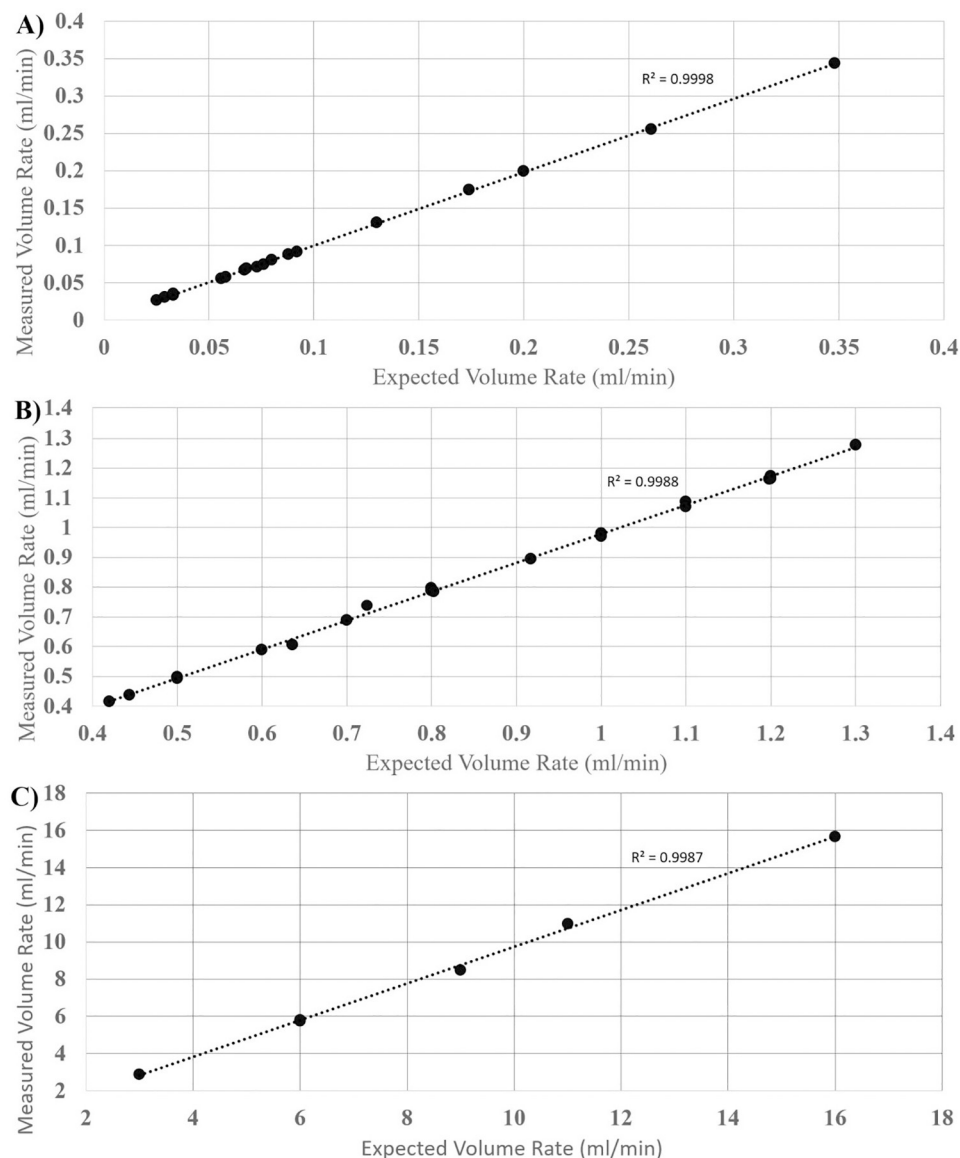 A)
Measured Volume Rate (ml/min)
0.4
0.35
0.3
0.25
0.2
0.15
0.1
0.05
0
R² = 0.9998
0 0.05 0.1 0.15 0.2 0.25 0.3 0.35 0.4
Expected Volume Rate (ml/min)
B)
Measured Volume Rate (ml/min)
1.4
1.3
1.2
1.1
1
0.9
0.8
0.7
0.6
0.5
0.4
R² = 0.9988
0.4 0.5 0.6 0.7 0.8 0.9 1 1.1 1.2 1.3 1.4
Expected Volume Rate (ml/min)
C)
Measured Volume Rate (ml/min)
18
16
14
12
10
8
6
4
2
R² = 0.9987
2 4 6 8 10 12 14 16 18
Expected Volume Rate (ml/min)